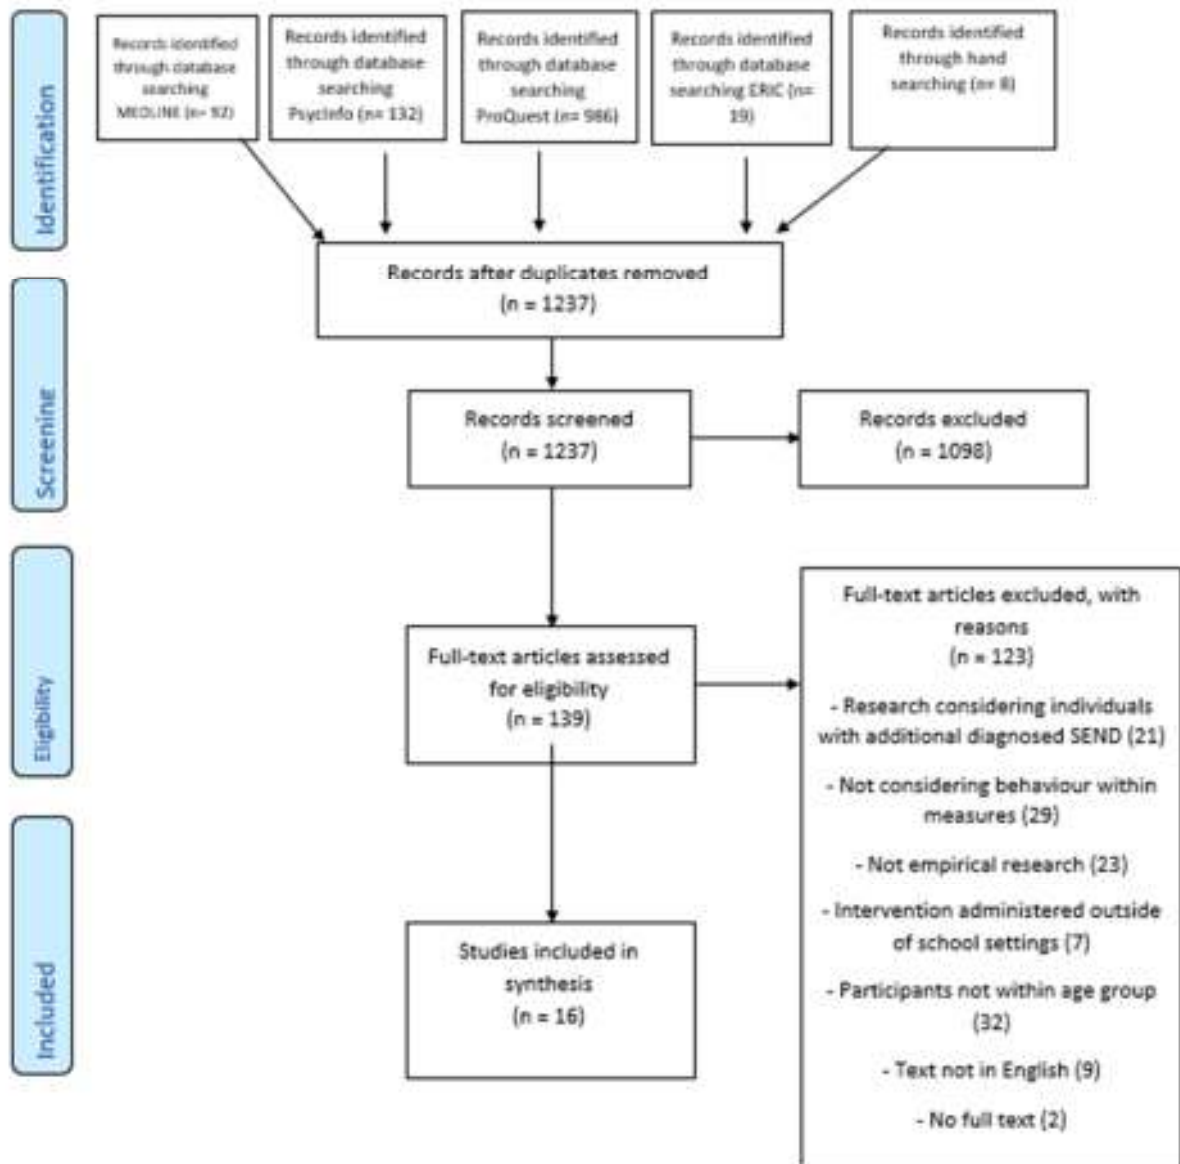 Identification
Records identified
through database
searching
MEDLINE (n= 92)
Records identified
through database
searching
PsycInfo (n= 132)
Records identified
through database
searching
ProQuest (n= 986)
Records identified
through database
searching ERIC (n=
19)
Records identified
through hand
searching (n= 8)
Records after duplicates removed
(n = 1237)
Screening
Records screened
(n = 1237)
Records excluded
(n = 1098)
Eligibility
Full-text articles assessed
for eligibility
(n = 139)
Full-text articles excluded, with
reasons
(n = 123)
- Research considering individuals
with additional diagnosed SEND (21)
- Not considering behaviour within
measures (29)
- Not empirical research (23)
- Intervention administered outside
of school settings (7)
- Participants not within age group
(32)
- Text not in English (9)
- No full text (2)
Included
Studies included in
synthesis
(n = 16)